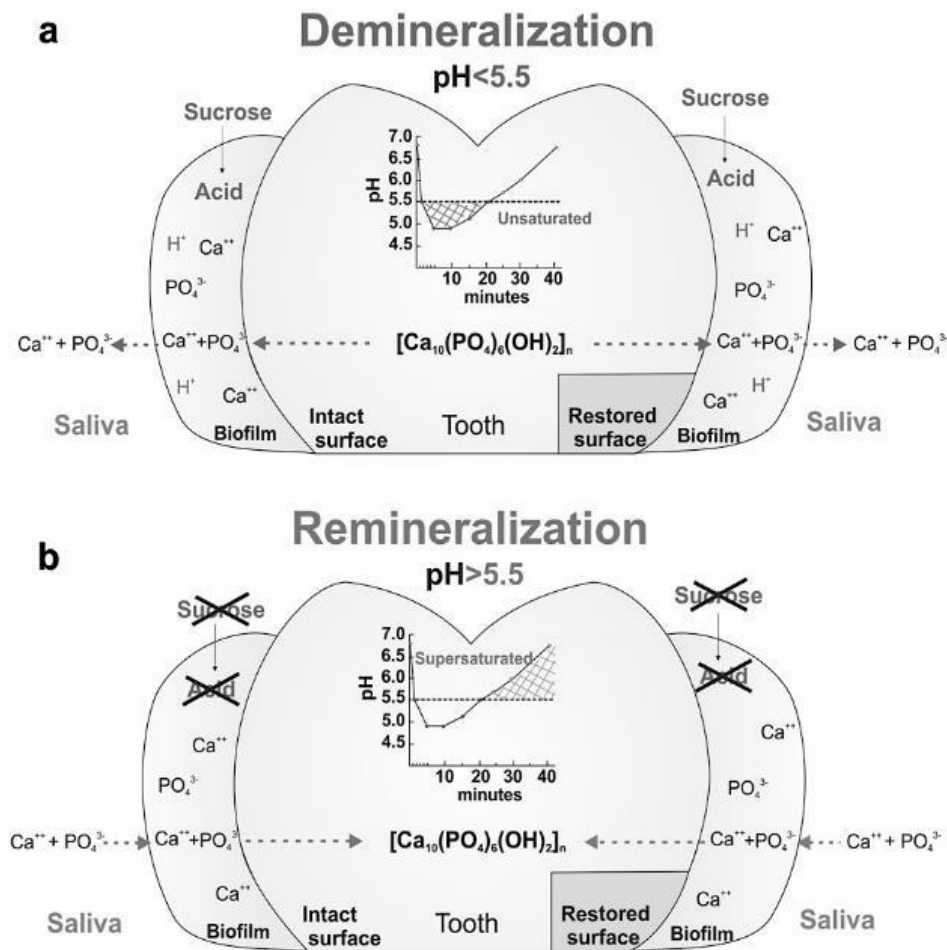 a
Demineralization
pH<5.5
Sucrose
Sucrose
Acid
Acid
pH
7.0
6.5
6.0
5.5
5.0
4.5
Unsaturated
10 20 30 40
minutes
H⁺ Ca⁺⁺
H⁺ Ca⁺⁺
PO₄³⁻
PO₄³⁻
Ca⁺⁺ + PO₄³⁻ Ca⁺⁺+PO₄³⁻ [Ca₁₀(PO₄)₆(OH)₂]ₙ Ca⁺⁺+PO₄³⁻ Ca⁺⁺ + PO₄³⁻
H⁺ Ca⁺⁺
Ca⁺⁺ H⁺
Saliva
Biofilm
Intact
surface
Tooth
Restored
surface
Biofilm
Saliva
b
Remineralization
pH>5.5
Sucrose
Sucrose
Acid
Acid
pH
7.0
6.5
6.0
5.5
5.0
4.5
Supersaturated
10 20 30 40
minutes
Ca⁺⁺
Ca⁺⁺
PO₄³⁻
PO₄³⁻
Ca⁺⁺ + PO₄³⁻ Ca⁺⁺+PO₄³⁻ [Ca₁₀(PO₄)₆(OH)₂]ₙ Ca⁺⁺+PO₄³⁻ Ca⁺⁺ + PO₄³⁻
Ca⁺⁺
Ca⁺⁺
Saliva
Biofilm
Intact
surface
Tooth
Restored
surface
Biofilm
Saliva